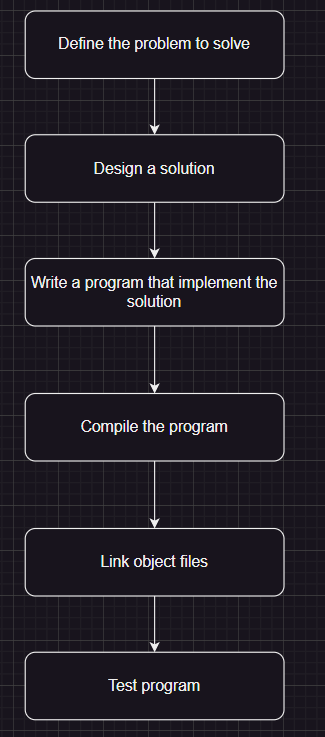 Define the problem to solve
Design a solution
Write a program that implement the
solution
Compile the program
Link object files
Test program